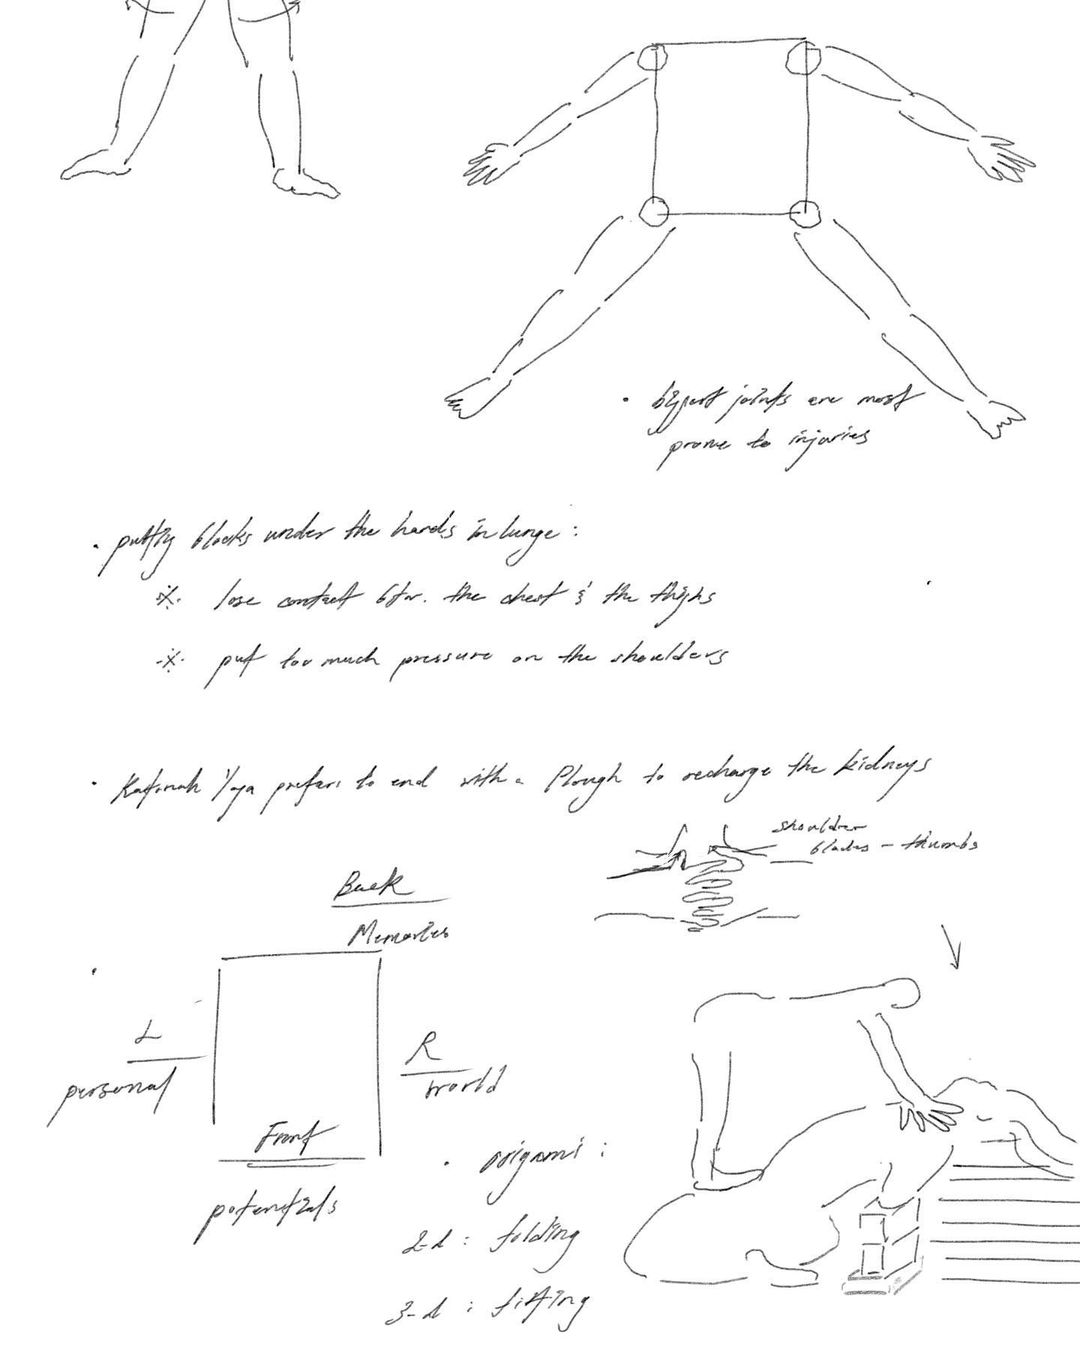 biggest joints are most
prone to injuries
• putting blocks under the hands in lunge :
※ lose contact btw. the chest & the thighs
※ put too much pressure on the shoulders
• Katonah Yoga prefers to end with a Plough to recharge the kidneys
shoulder
blades - thumbs
Back
Memories
L
personal
R
world
Front
potentials
• origami :
2-d : folding
3-d : fitting